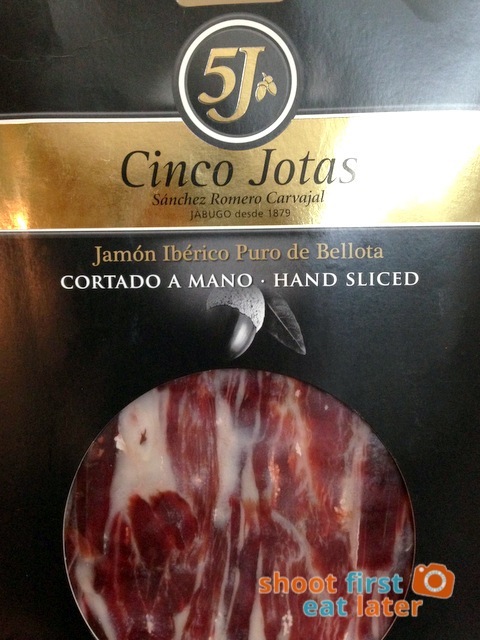 5J
Cinco Jotas
Sánchez Romero Carvajal
JABUGO desde 1879
Jamón Ibérico Puro de Bellota
CORTADO A MANO · HAND SLICED
shoot first
eat later